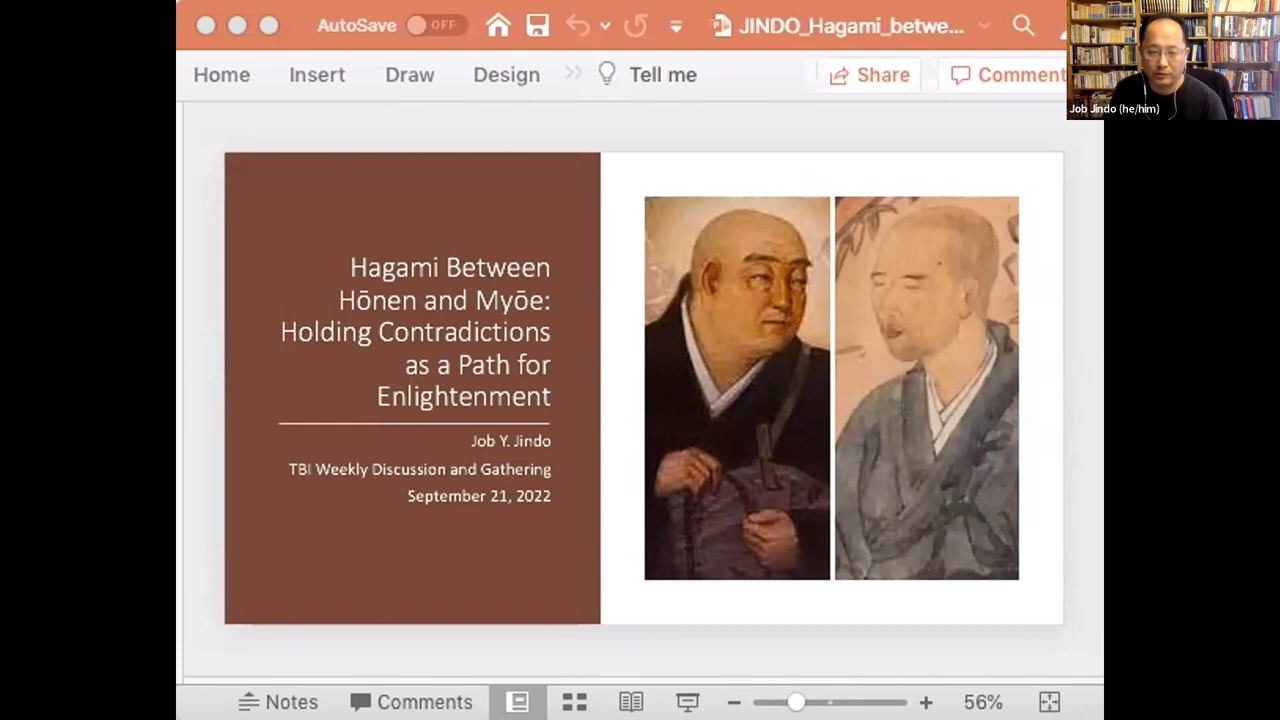 AutoSave OFF JINDO_Hagami_betwe...
Home Insert Draw Design Tell me Share Comment
Job Jindo (he/him)
Hagami Between
Hōnen and Myōe:
Holding Contradictions
as a Path for
Enlightenment
Job Y. Jindo
TBI Weekly Discussion and Gathering
September 21, 2022
Notes Comments 56%